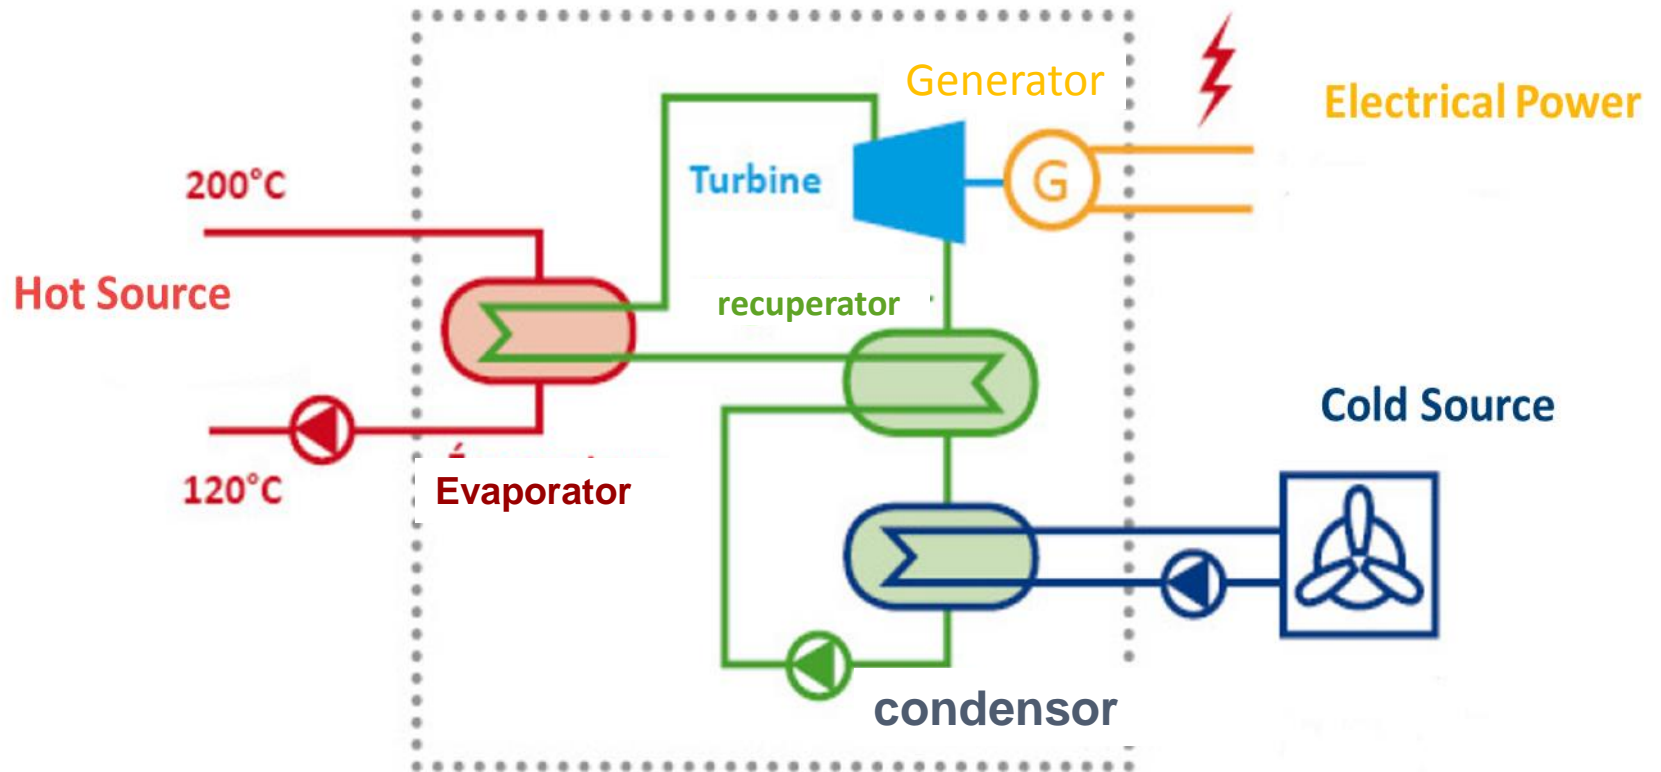 Generator
Electrical Power
200°C
Turbine
G
Hot Source
recuperator
Cold Source
120°C
Evaporator
condensor